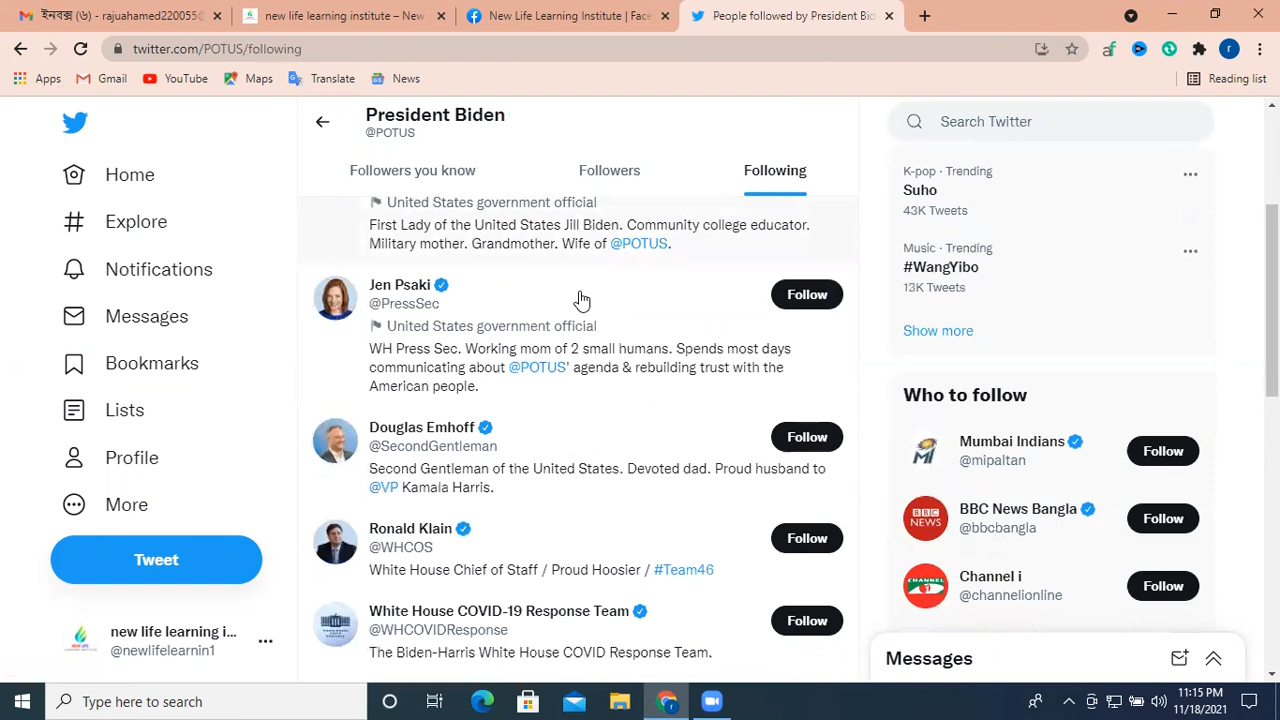 ইনবক্স (৬) - rajuahamed220055@
new life learning institute – New
New Life Learning Institute | Face
People followed by President Bid
twitter.com/POTUS/following
Apps
Gmail
YouTube
Maps
Translate
News
Reading list
Home
Explore
Notifications
Messages
Bookmarks
Lists
Profile
More
Tweet
new life learning i...
@newlifelearnin1
President Biden
@POTUS
Followers you know
Followers
Following
United States government official
First Lady of the United States Jill Biden. Community college educator.
Military mother. Grandmother. Wife of @POTUS.
Jen Psaki
@PressSec
Follow
United States government official
WH Press Sec. Working mom of 2 small humans. Spends most days
communicating about @POTUS' agenda & rebuilding trust with the
American people.
Douglas Emhoff
@SecondGentleman
Follow
Second Gentleman of the United States. Devoted dad. Proud husband to
@VP Kamala Harris.
Ronald Klain
@WHCOS
Follow
White House Chief of Staff / Proud Hoosier / #Team46
White House COVID-19 Response Team
@WHCOVIDResponse
Follow
The Biden-Harris White House COVID Response Team.
Search Twitter
K-pop · Trending
Suho
43K Tweets
Music · Trending
#WangYibo
13K Tweets
Show more
Who to follow
Mumbai Indians
@mipaltan
Follow
BBC NEWS
BBC News Bangla
@bbcbangla
Follow
CHANNEL i
Channel i
@channelionline
Follow
Messages
Type here to search
11:15 PM
11/18/2021